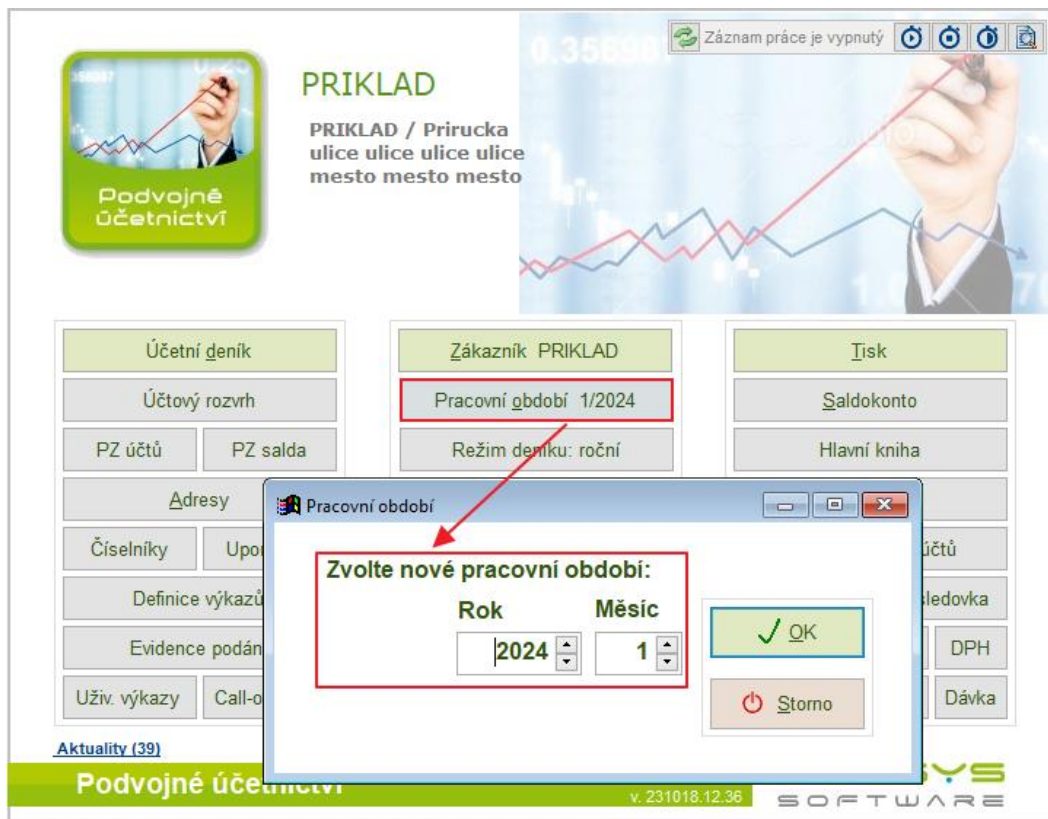 Záznam práce je vypnutý
PRIKLAD
PRIKLAD / Prirucka
ulice ulice ulice ulice
mesto mesto mesto
Podvojné
účetnictví
Účetní deník
Zákazník PRIKLAD
Tisk
Účtový rozvrh
Pracovní období 1/2024
Saldokonto
PZ účtů
PZ salda
Režim deníku: roční
Hlavní kniha
Adresy
Pracovní období
Číselníky
Zvolte nové pracovní období:
Rok
Měsíc
2024
1
OK
Storno
Definice výkazů
Evidence
DPH
Uživ. výkazy
Dávka
Aktuality (39)
Podvojné účetnictví
v. 231018.12.36
SOFTWARE